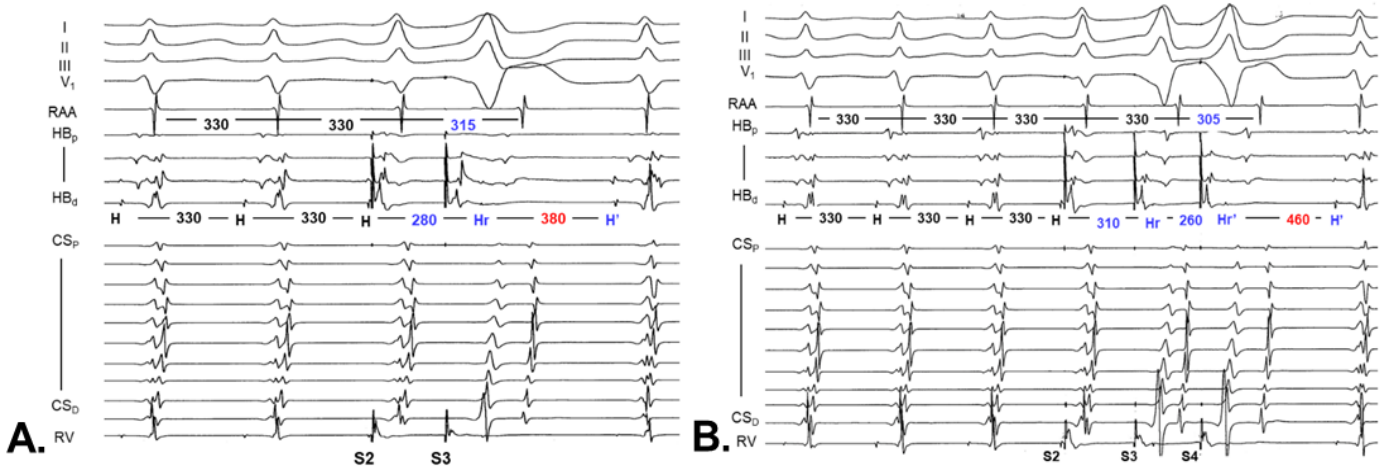 I
II
III
V1
RAA
330 330 315
HBp
HBd
H 330 H 330 H 280 Hr 380 H'
CSP
CSD
RV
A.
S2 S3
I
II
III
V1
RAA
330 330 330 330 305
HBp
HBd
H 330 H 330 H 330 H 310 Hr 260 Hr' 460 H'
CSP
CSD
RV
B.
S2 S3 S4